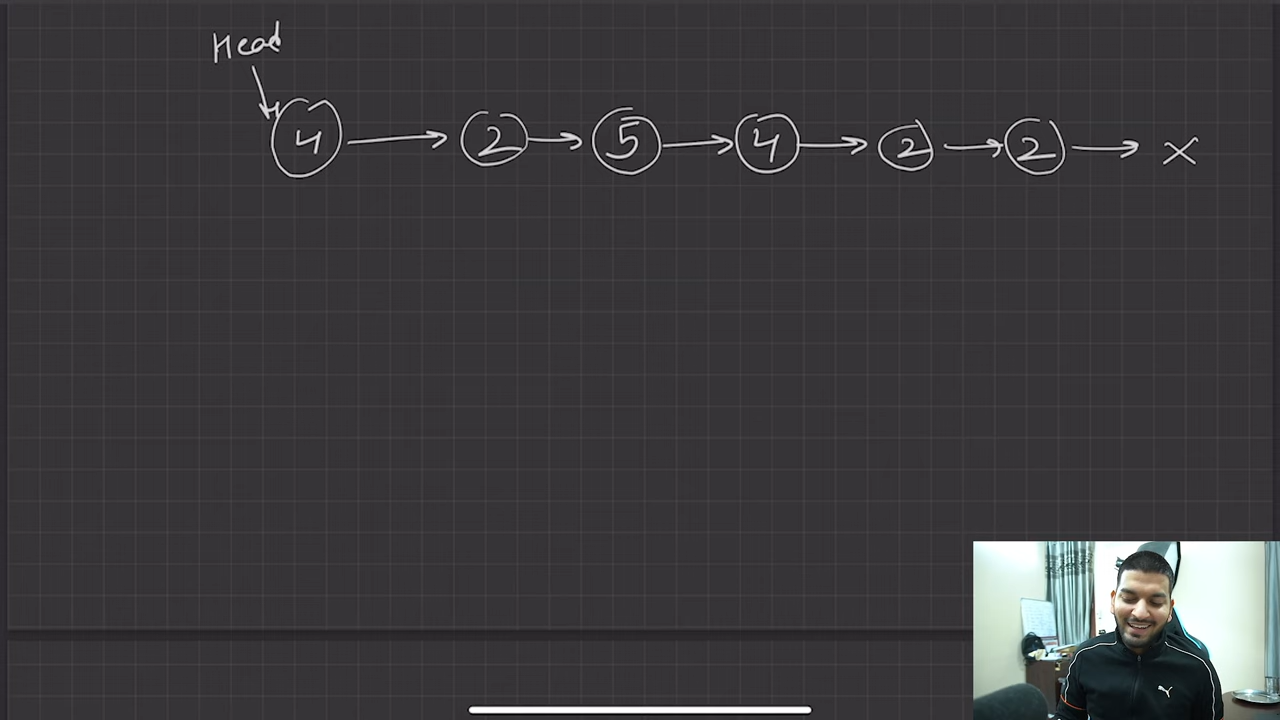 Head
4 → 2 → 5 → 4 → 2 → 2 → X